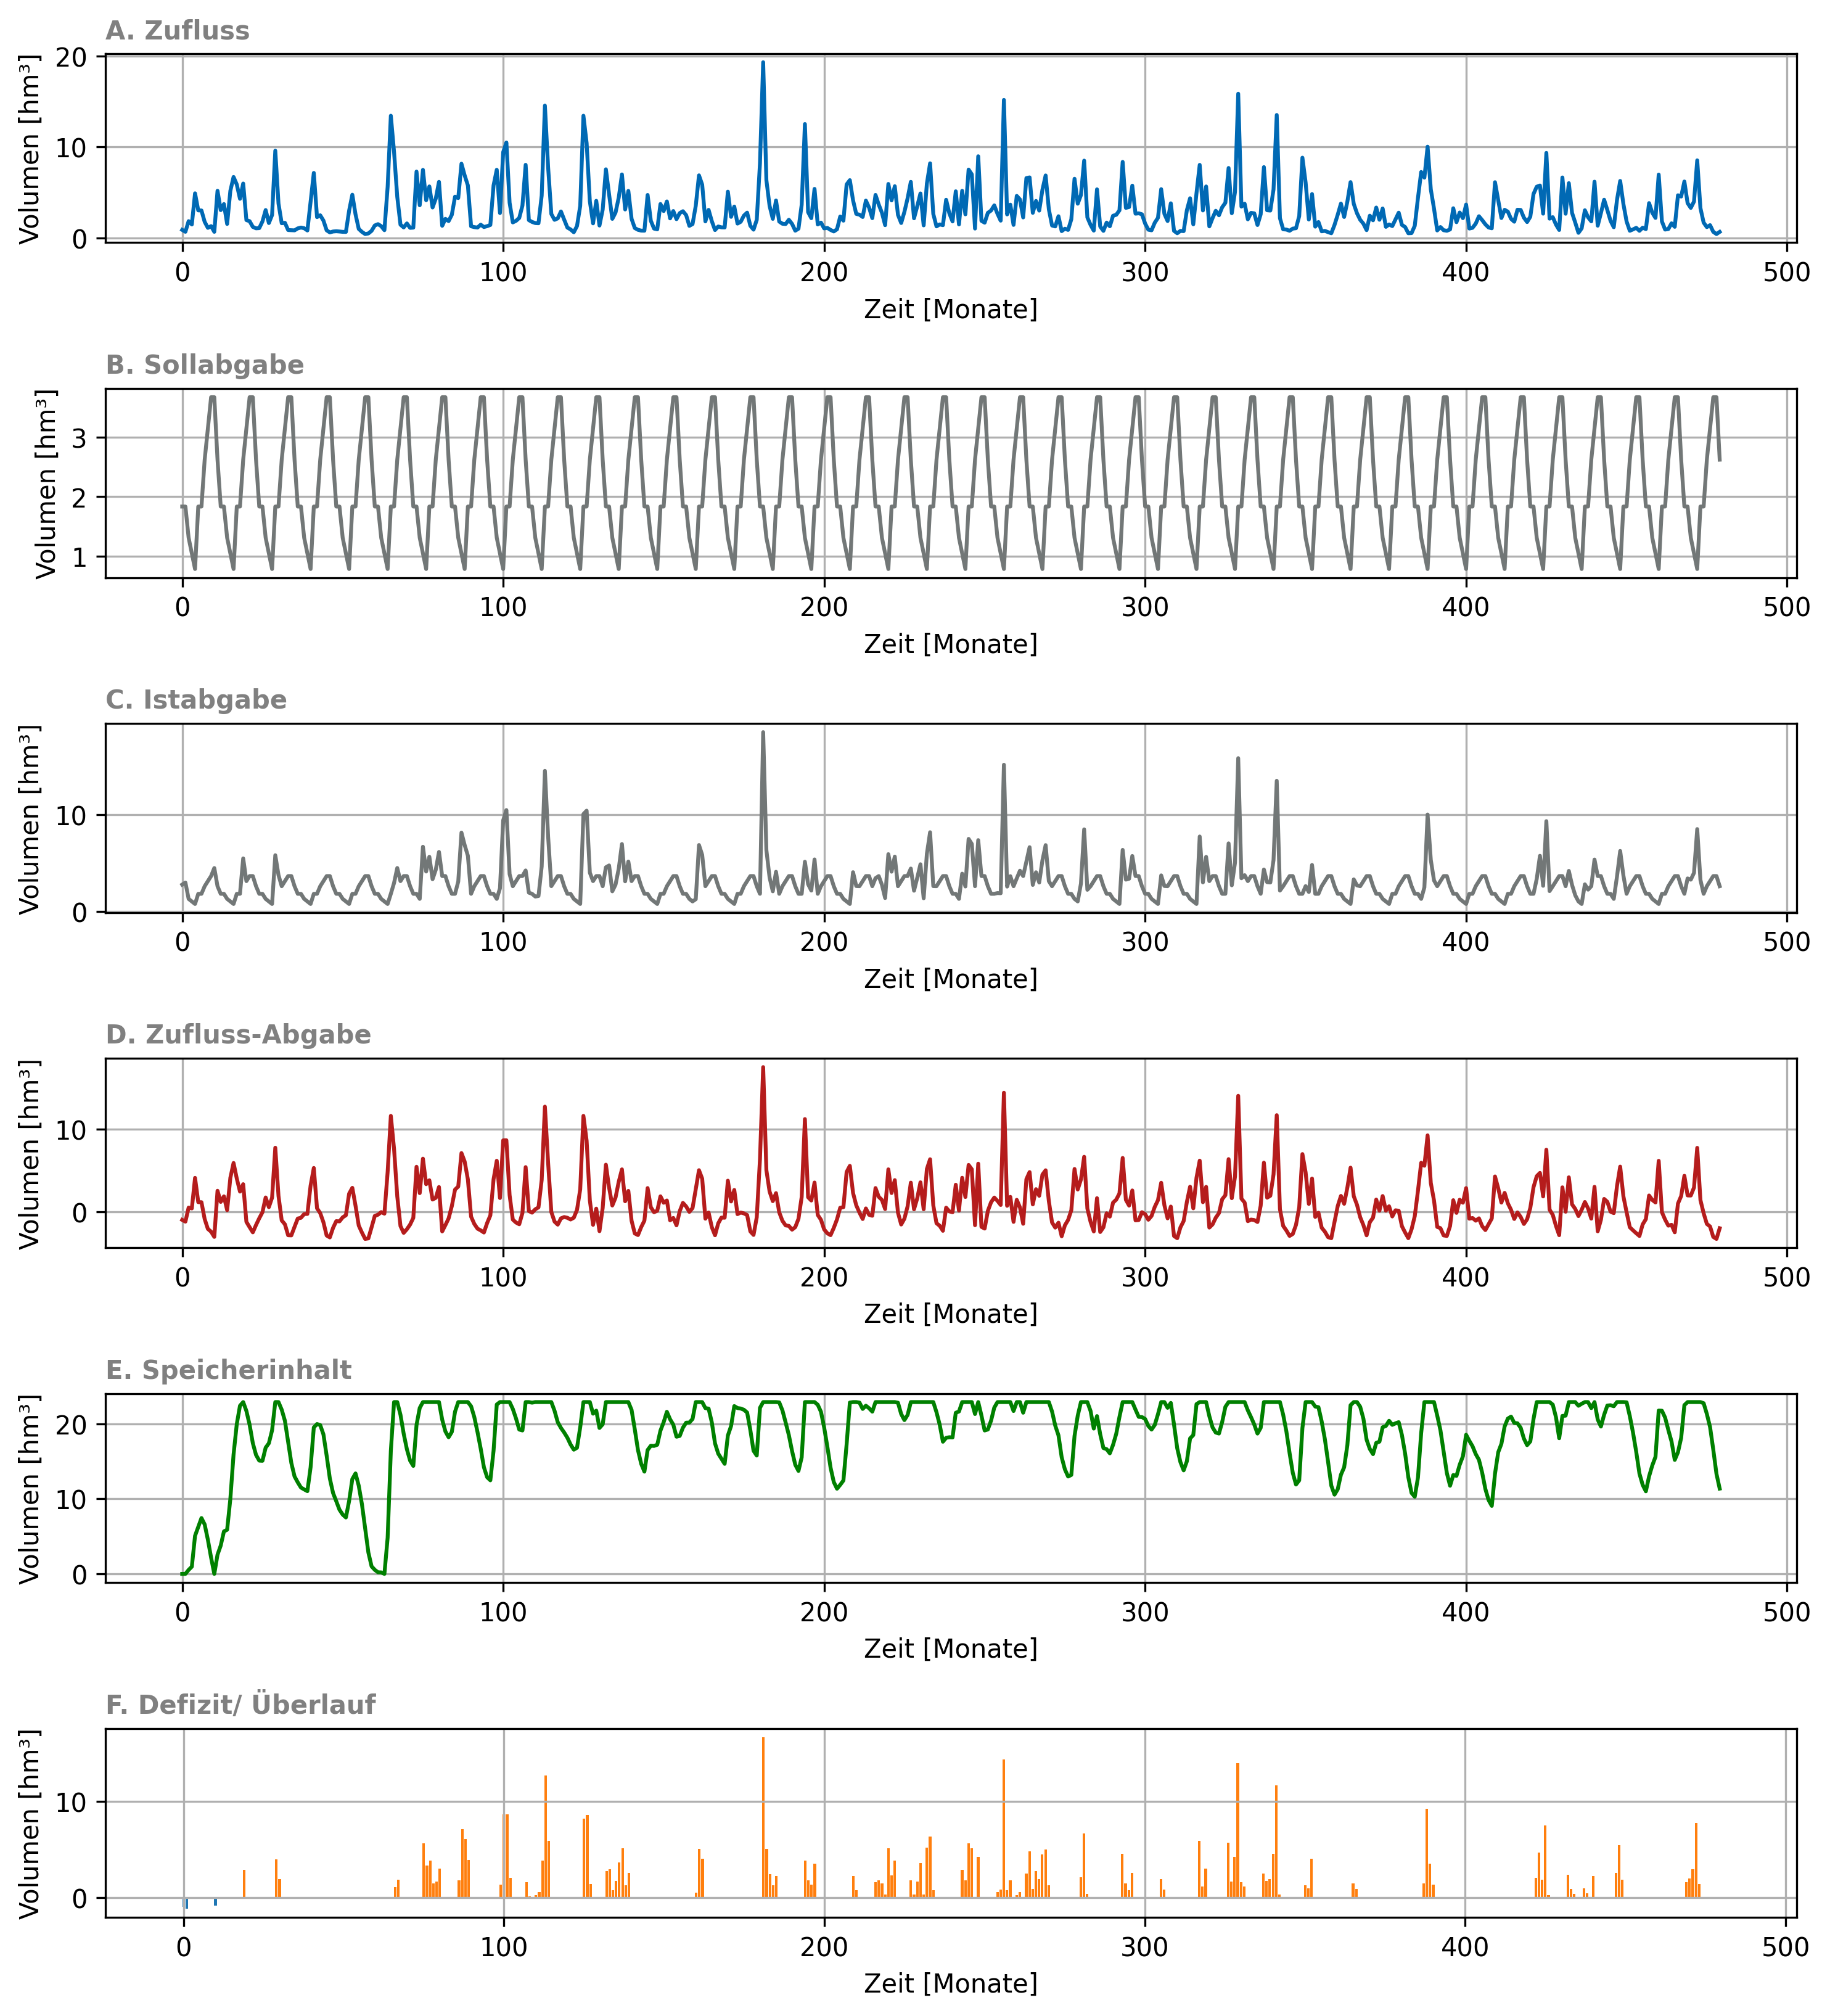 A. Zufluss
Volumen [hm³]
20
10
0
0 100 200 300 400 500
Zeit [Monate]
B. Sollabgabe
Volumen [hm³]
3
2
1
0 100 200 300 400 500
Zeit [Monate]
C. Istabgabe
Volumen [hm³]
10
0
0 100 200 300 400 500
Zeit [Monate]
D. Zufluss-Abgabe
Volumen [hm³]
10
0
0 100 200 300 400 500
Zeit [Monate]
E. Speicherinhalt
Volumen [hm³]
20
10
0
0 100 200 300 400 500
Zeit [Monate]
F. Defizit/ Überlauf
Volumen [hm³]
10
0
0 100 200 300 400 500
Zeit [Monate]